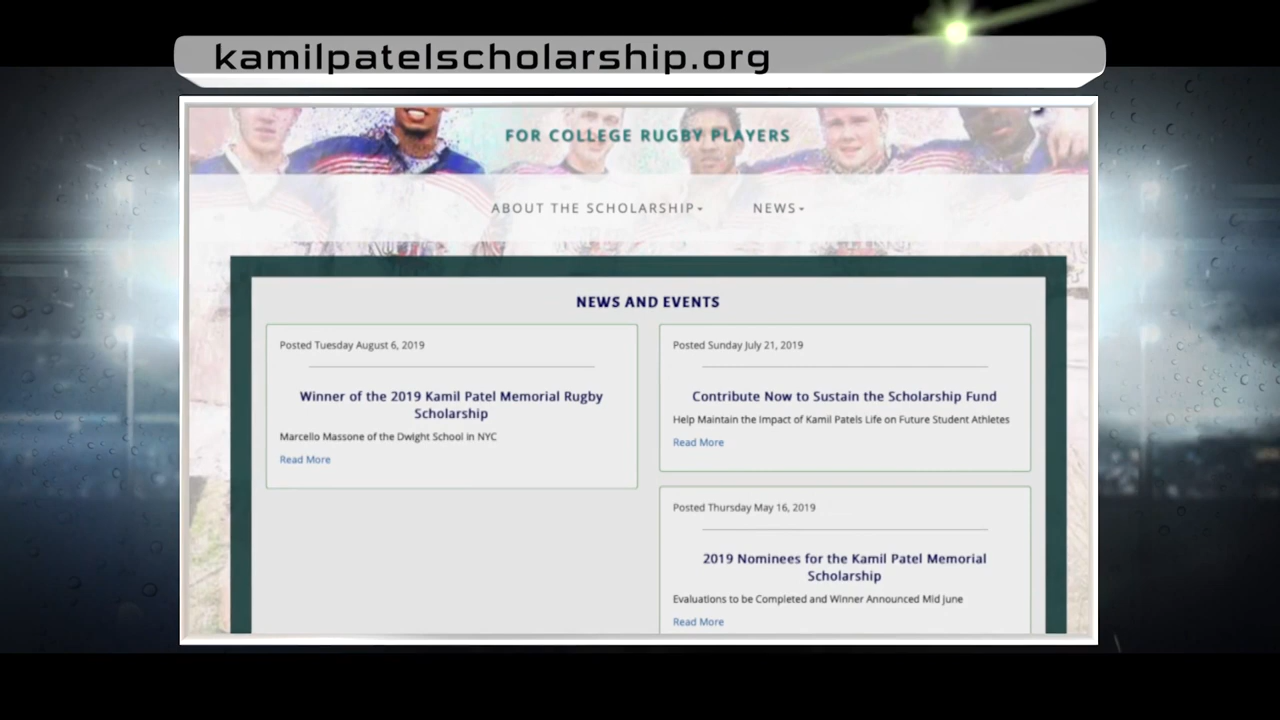 kamilpatelscholarship.org
FOR COLLEGE RUGBY PLAYERS
ABOUT THE SCHOLARSHIP
NEWS
NEWS AND EVENTS
Posted Tuesday August 6, 2019
Winner of the 2019 Kamil Patel Memorial Rugby
Scholarship
Marcello Massone of the Dwight School in NYC
Read More
Posted Sunday July 21, 2019
Contribute Now to Sustain the Scholarship Fund
Help Maintain the Impact of Kamil Patels Life on Future Student Athletes
Read More
Posted Thursday May 16, 2019
2019 Nominees for the Kamil Patel Memorial
Scholarship
Evaluations to be Completed and Winner Announced Mid June
Read More